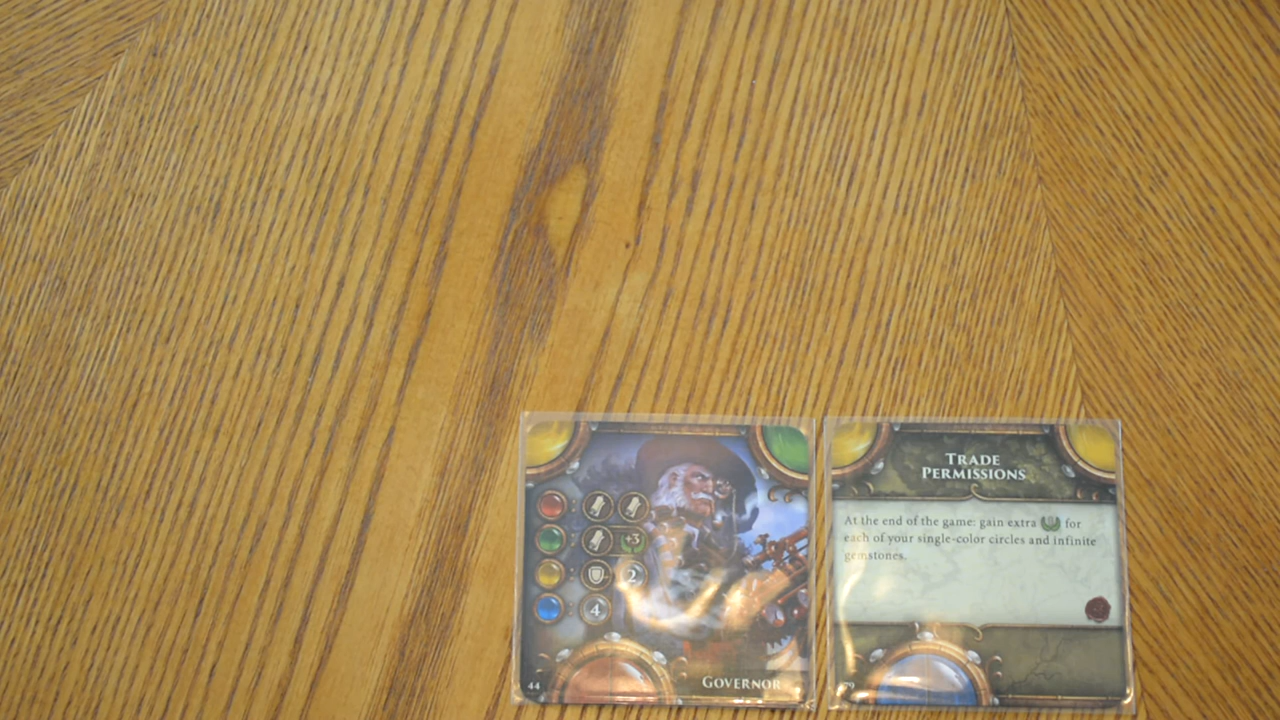 +3
2
4
44
GOVERNOR
TRADE
PERMISSIONS
At the end of the game: gain extra for
each of your single-color circles and infinite
gemstones.